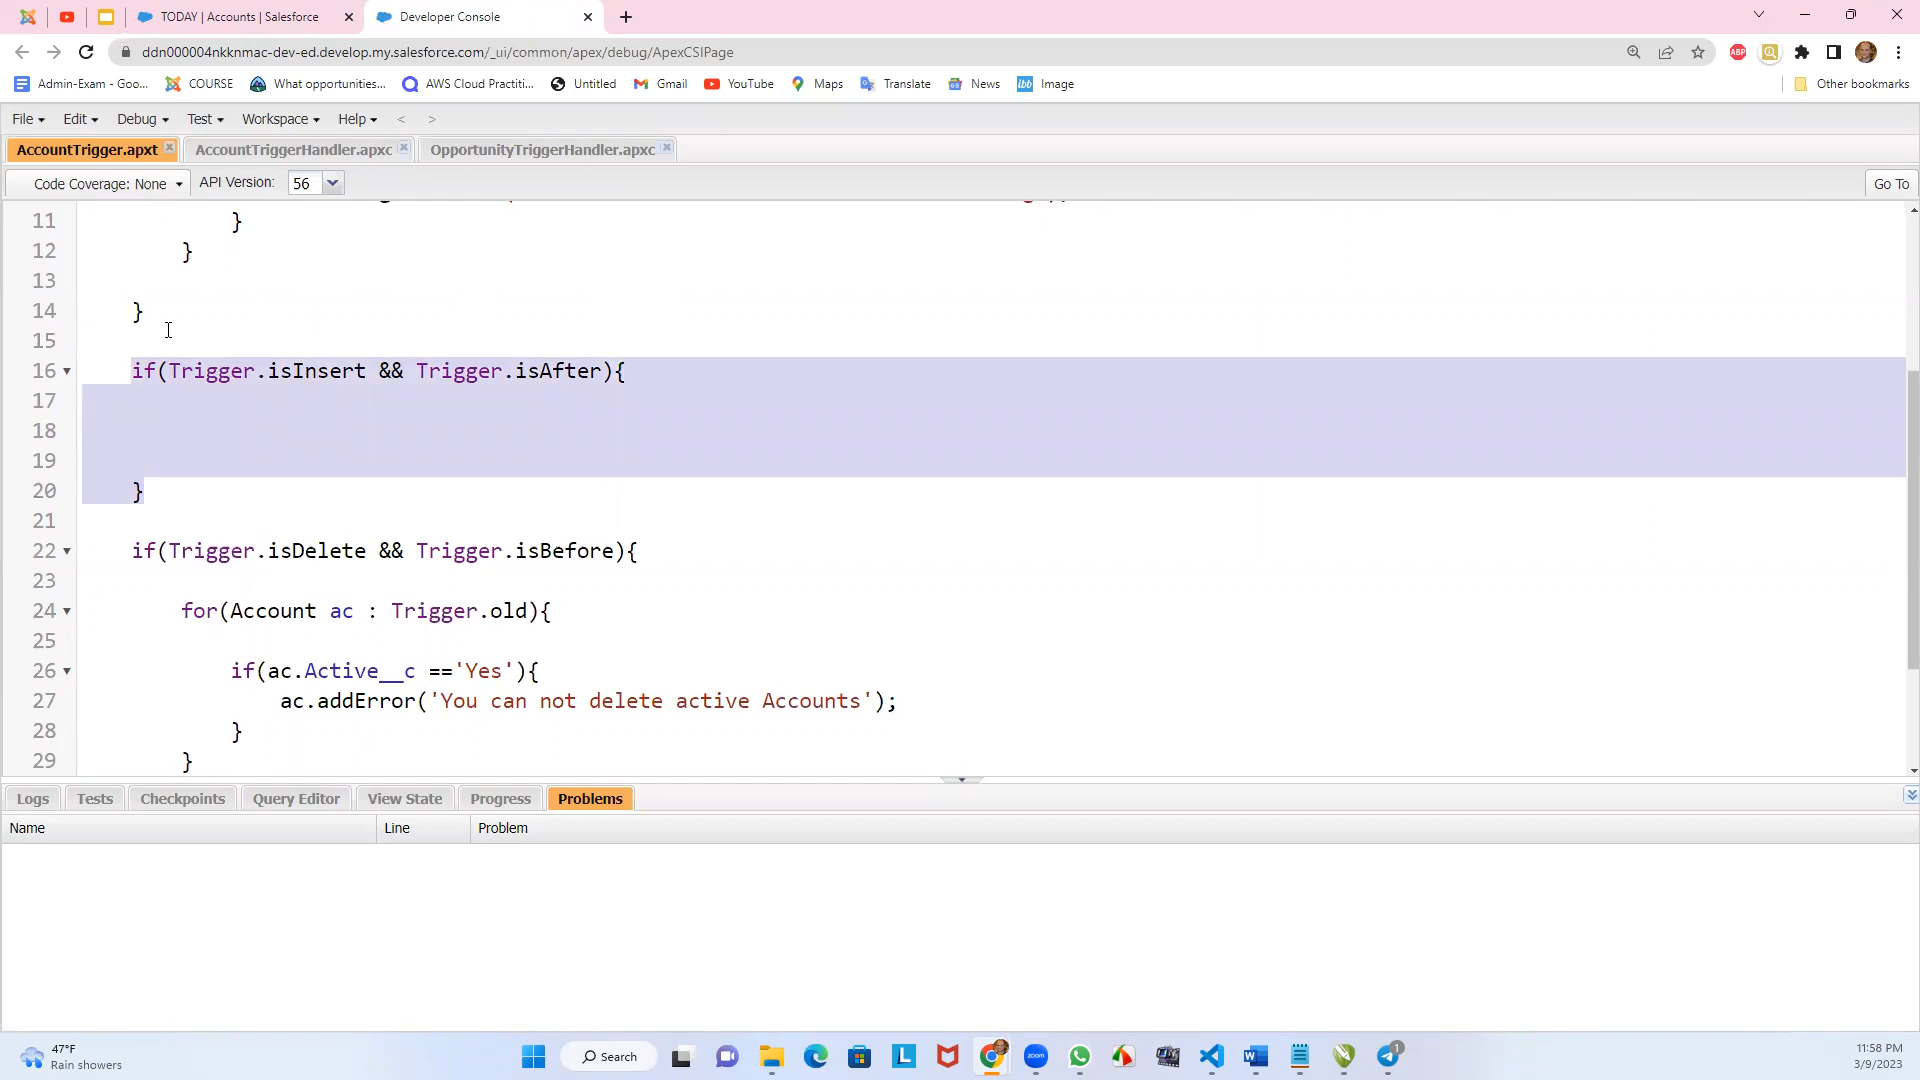 TODAY | Accounts | Salesforce
Developer Console
ddn000004nkknmac-dev-ed.develop.my.salesforce.com/_ui/common/apex/debug/ApexCSIPage
ABP
Admin-Exam - Goo...
COURSE
What opportunities...
AWS Cloud Practiti...
Untitled
Gmail
YouTube
Maps
Translate
News
ibb Image
Other bookmarks
File Edit Debug Test Workspace Help < >
AccountTrigger.apxt
AccountTriggerHandler.apxc
OpportunityTriggerHandler.apxc
Code Coverage: None API Version: 56 Go To
11 }
12 }
13
14 }
15
16 if(Trigger.isInsert && Trigger.isAfter){
17
18
19
20 }
21
22 if(Trigger.isDelete && Trigger.isBefore){
23
24 for(Account ac : Trigger.old){
25
26 if(ac.Active__c =='Yes'){
27 ac.addError('You can not delete active Accounts');
28 }
29 }
Logs Tests Checkpoints Query Editor View State Progress Problems
Name Line Problem
47°F
Rain showers
Search
L
zoom
W
1
11:58 PM
3/9/2023